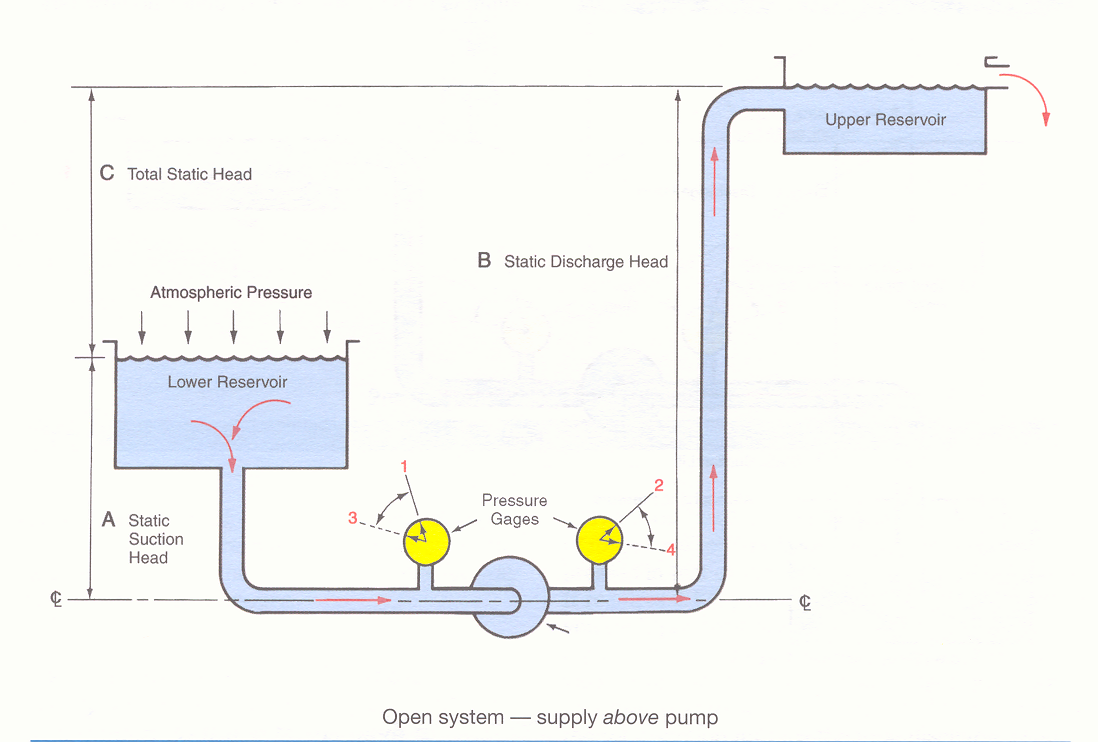 Upper Reservoir
C Total Static Head
B Static Discharge Head
Atmospheric Pressure
Lower Reservoir
1
2
Pressure
Gages
3
4
A Static
Suction
Head
℄
℄
Open system — supply above pump